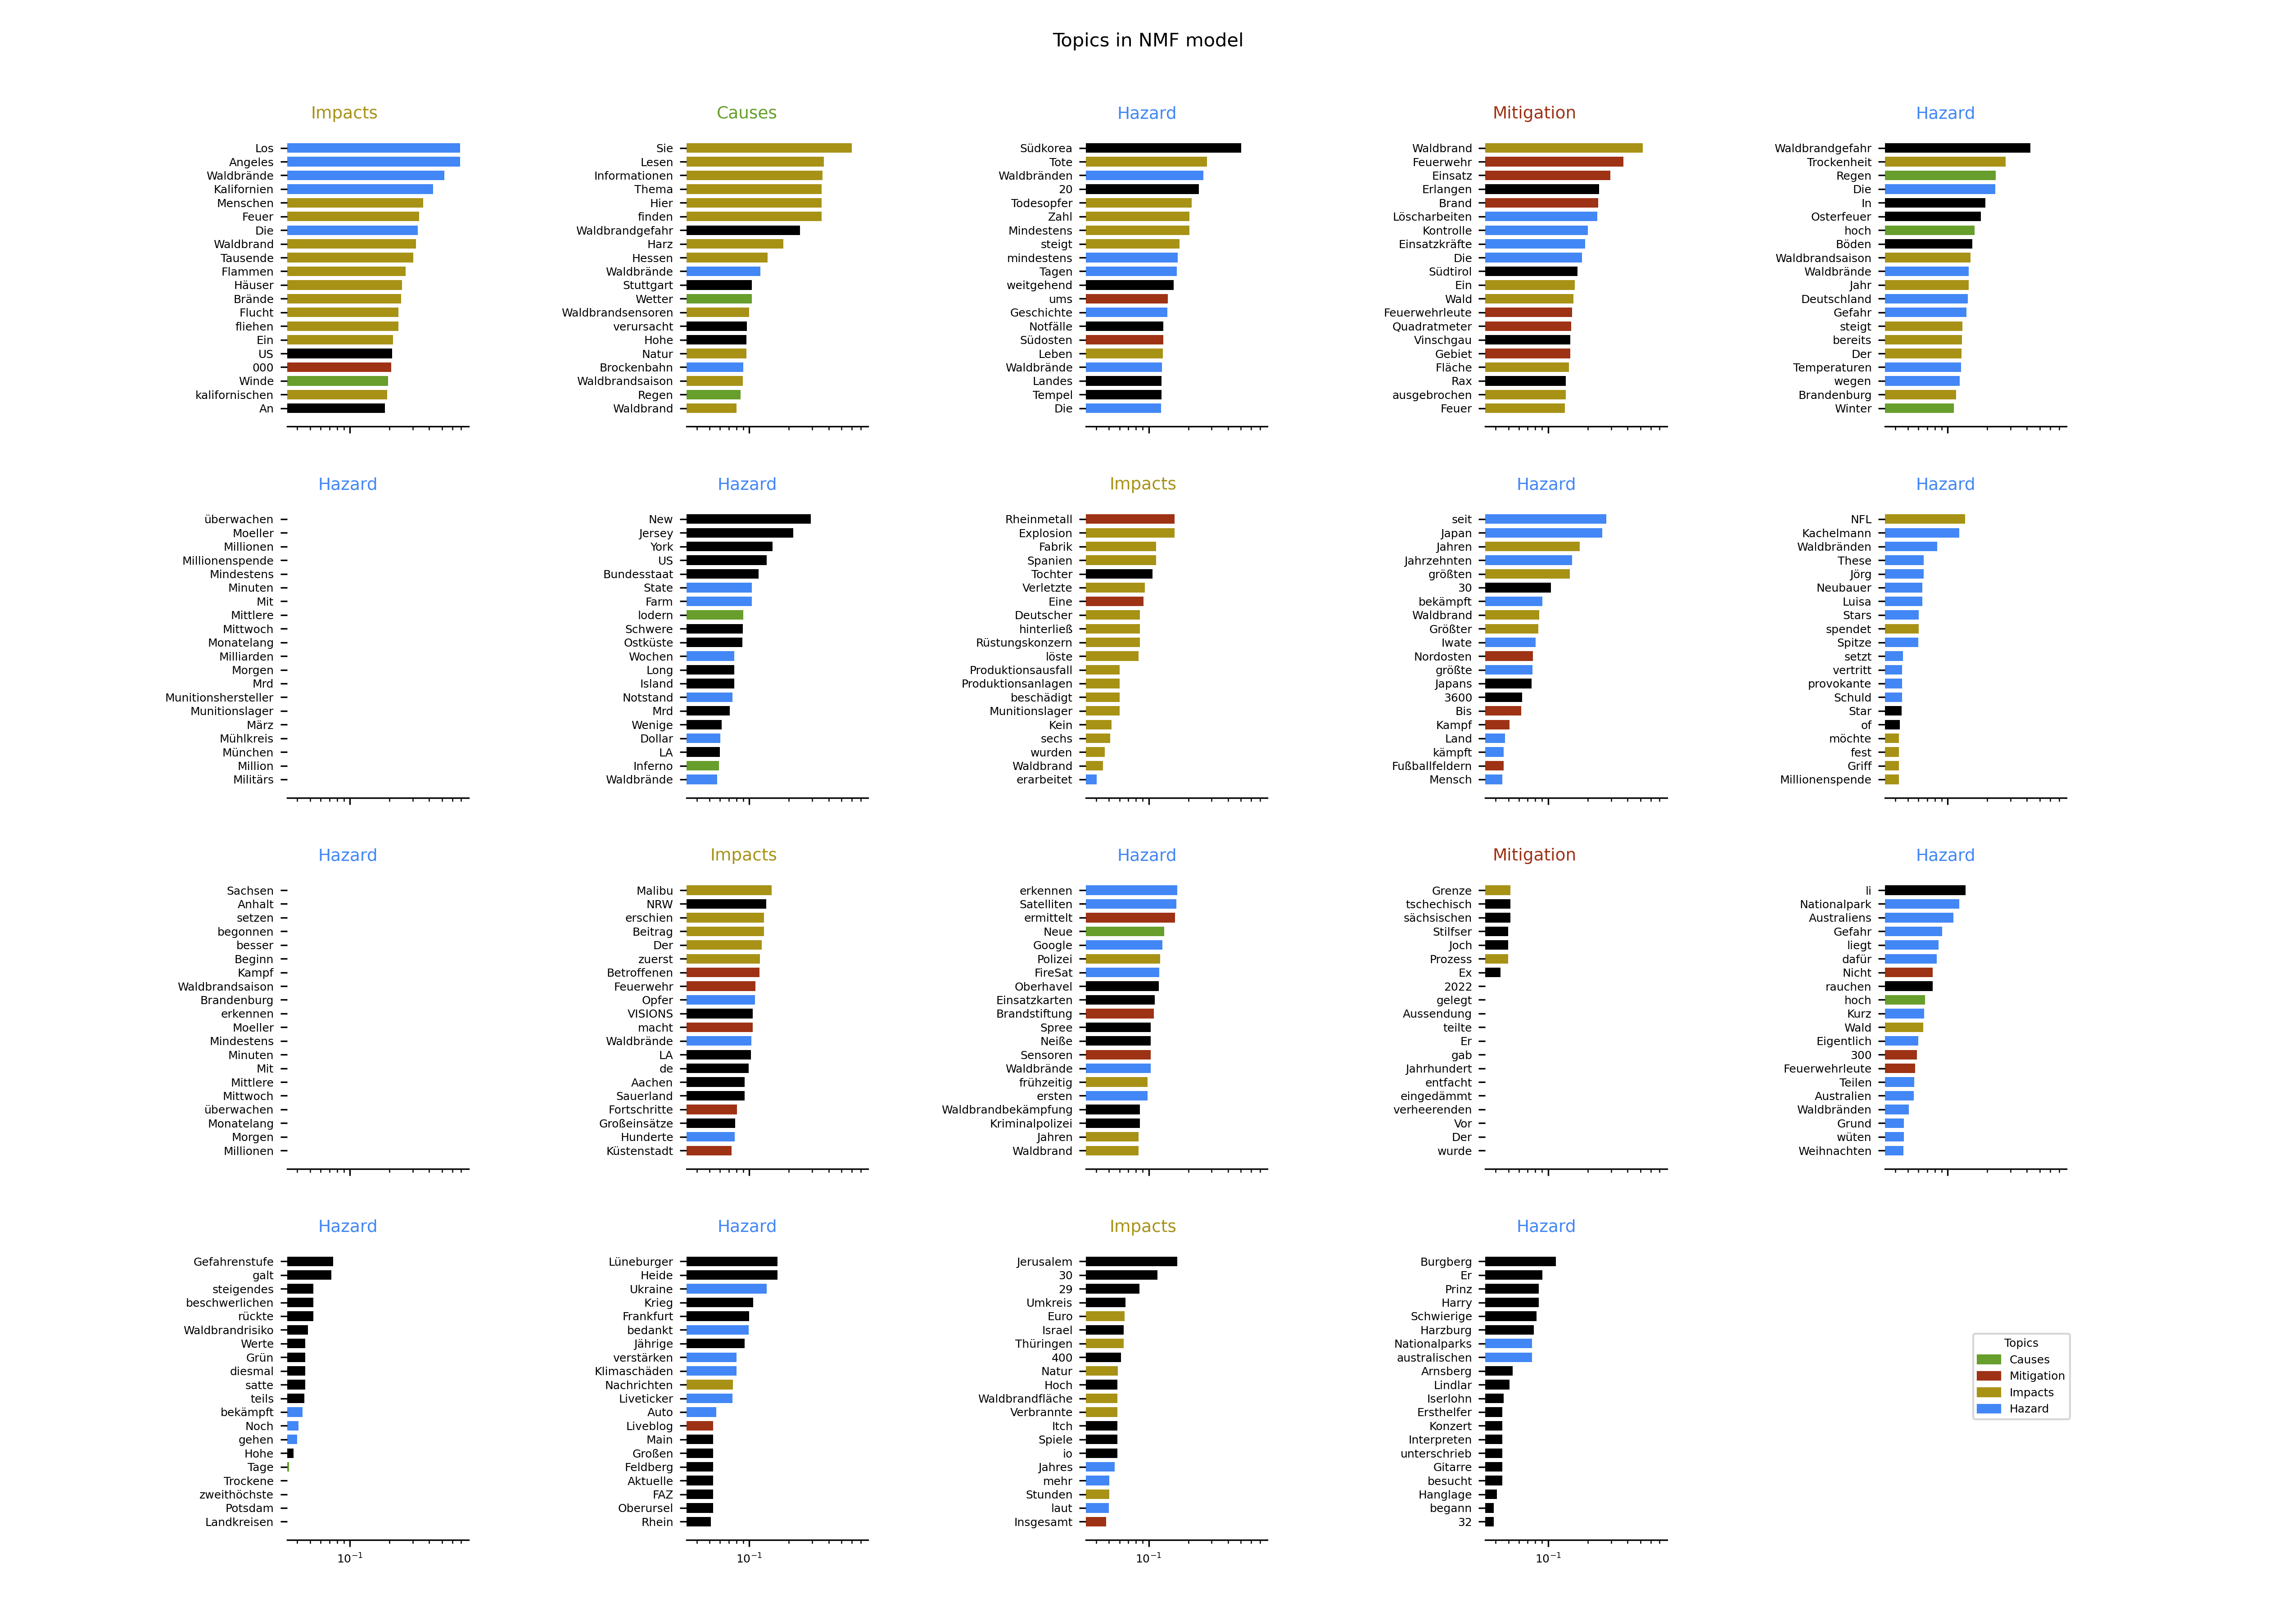 Topics in NMF model
Impacts
Los
Angeles
Waldbrände
Kalifornien
Menschen
Feuer
Die
Waldbrand
Tausende
Flammen
Häuser
Brände
Flucht
fliehen
Ein
US
000
Winde
kalifornischen
An
Causes
Sie
Lesen
Informationen
Thema
Hier
finden
Waldbrandgefahr
Harz
Hessen
Waldbrände
Stuttgart
Wetter
Waldbrandsensoren
verursacht
Hohe
Natur
Brockenbahn
Waldbrandsaison
Regen
Waldbrand
Hazard
Südkorea
Tote
Waldbränden
20
Todesopfer
Zahl
Mindestens
steigt
mindestens
Tagen
weitgehend
ums
Geschichte
Notfälle
Südosten
Leben
Waldbrände
Landes
Tempel
Die
Mitigation
Waldbrand
Feuerwehr
Einsatz
Erlangen
Brand
Löscharbeiten
Kontrolle
Einsatzkräfte
Die
Südtirol
Ein
Wald
Feuerwehrleute
Quadratmeter
Vinschgau
Gebiet
Fläche
Rax
ausgebrochen
Feuer
Hazard
Waldbrandgefahr
Trockenheit
Regen
Die
In
Osterfeuer
hoch
Böden
Waldbrandsaison
Waldbrände
Jahr
Deutschland
Gefahr
steigt
bereits
Der
Temperaturen
wegen
Brandenburg
Winter
Hazard
überwachen
Moeller
Millionen
Millionenspende
Mindestens
Minuten
Mit
Mittlere
Mittwoch
Monatelang
Milliarden
Morgen
Mrd
Munitionshersteller
Munitionslager
März
Mühlkreis
München
Million
Militärs
Hazard
New
Jersey
York
US
Bundesstaat
State
Farm
lodern
Schwere
Ostküste
Wochen
Long
Island
Notstand
Mrd
Wenige
Dollar
LA
Inferno
Waldbrände
Impacts
Rheinmetall
Explosion
Fabrik
Spanien
Tochter
Verletzte
Eine
Deutscher
hinterließ
Rüstungskonzern
löste
Produktionsausfall
Produktionsanlagen
beschädigt
Munitionslager
Kein
sechs
wurden
Waldbrand
erarbeitet
Hazard
seit
Japan
Jahren
Jahrzehnten
größten
30
bekämpft
Waldbrand
Größter
Iwate
Nordosten
größte
Japans
3600
Bis
Kampf
Land
kämpft
Fußballfeldern
Mensch
Hazard
NFL
Kachelmann
Waldbränden
These
Jörg
Neubauer
Luisa
Stars
spendet
Spitze
setzt
vertritt
provokante
Schuld
Star
of
möchte
fest
Griff
Millionenspende
Hazard
Sachsen
Anhalt
setzen
begonnen
besser
Beginn
Kampf
Waldbrandsaison
Brandenburg
erkennen
Moeller
Mindestens
Minuten
Mit
Mittlere
Mittwoch
überwachen
Monatelang
Morgen
Millionen
Impacts
Malibu
NRW
erschien
Beitrag
Der
zuerst
Betroffenen
Feuerwehr
Opfer
VISIONS
macht
Waldbrände
LA
de
Aachen
Sauerland
Fortschritte
Großeinsätze
Hunderte
Küstenstadt
Hazard
erkennen
Satelliten
ermittelt
Neue
Google
Polizei
FireSat
Oberhavel
Einsatzkarten
Brandstiftung
Spree
Neiße
Sensoren
Waldbrände
frühzeitig
ersten
Waldbrandbekämpfung
Kriminalpolizei
Jahren
Waldbrand
Mitigation
Grenze
tschechisch
sächsischen
Stilfser
Joch
Prozess
Ex
2022
gelegt
Aussendung
teilte
Er
gab
Jahrhundert
entfacht
eingedämmt
verheerenden
Vor
Der
wurde
Hazard
li
Nationalpark
Australiens
Gefahr
liegt
dafür
Nicht
rauchen
hoch
Kurz
Wald
Eigentlich
300
Feuerwehrleute
Teilen
Australien
Waldbränden
Grund
wüten
Weihnachten
Hazard
Gefahrenstufe
galt
steigendes
beschwerlichen
rückte
Waldbrandrisiko
Werte
Grün
diesmal
satte
teils
bekämpft
Noch
gehen
Hohe
Tage
Trockene
zweithöchste
Potsdam
Landkreisen
10⁻¹
Hazard
Lüneburger
Heide
Ukraine
Krieg
Frankfurt
bedankt
Jährige
verstärken
Klimaschäden
Nachrichten
Liveticker
Auto
Liveblog
Main
Großen
Feldberg
Aktuelle
FAZ
Oberursel
Rhein
10⁻¹
Impacts
Jerusalem
30
29
Umkreis
Euro
Israel
Thüringen
400
Natur
Hoch
Waldbrandfläche
Verbrannte
Itch
Spiele
io
Jahres
mehr
Stunden
laut
Insgesamt
10⁻¹
Hazard
Burgberg
Er
Prinz
Harry
Schwierige
Harzburg
Nationalparks
australischen
Arnsberg
Lindlar
Iserlohn
Ersthelfer
Konzert
Interpreten
unterschrieb
Gitarre
besucht
Hanglage
begann
32
10⁻¹
Topics
Causes
Mitigation
Impacts
Hazard